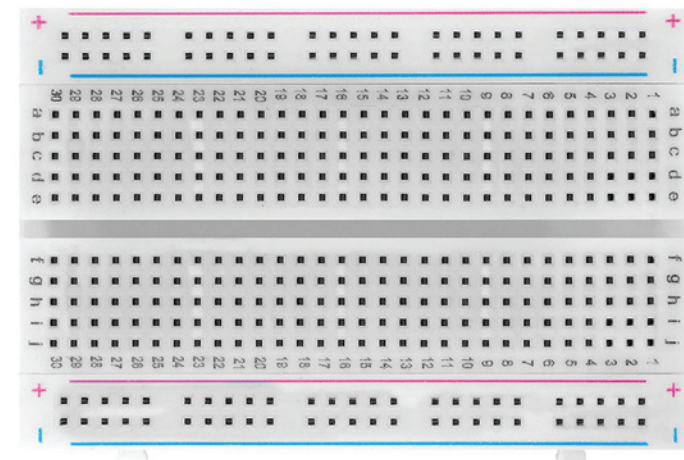 + +
- -
30 29 28 27 26 25 24 23 22 21 20 19 18 17 16 15 14 13 12 11 10 9 8 7 6 5 4 3 2 1
a a
b b
c c
d d
e e
f f
g g
h h
i i
j j
30 29 28 27 26 25 24 23 22 21 20 19 18 17 16 15 14 13 12 11 10 9 8 7 6 5 4 3 2 1
+ +
- -